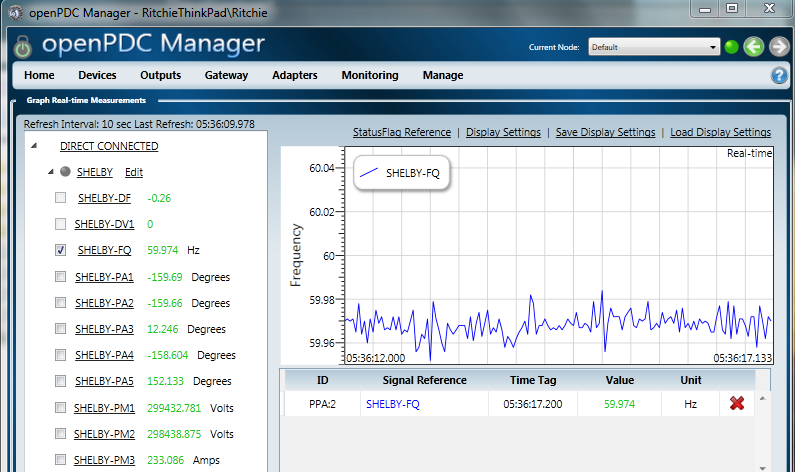 openPDC Manager - RitchieThinkPad\Ritchie
openPDC Manager
Current Node: Default
Home Devices Outputs Gateway Adapters Monitoring Manage
Graph Real-time Measurements
Refresh Interval: 10 sec Last Refresh: 05:36:09.978
StatusFlag Reference | Display Settings | Save Display Settings | Load Display Settings
DIRECT CONNECTED
SHELBY Edit
SHELBY-DF -0.26
SHELBY-DV1 0
SHELBY-FQ 59.974 Hz
SHELBY-PA1 -159.69 Degrees
SHELBY-PA2 -159.66 Degrees
SHELBY-PA3 12.246 Degrees
SHELBY-PA4 -158.604 Degrees
SHELBY-PA5 152.133 Degrees
SHELBY-PM1 299432.781 Volts
SHELBY-PM2 298438.875 Volts
SHELBY-PM3 233.086 Amps
Real-time
SHELBY-FQ
Frequency
60.04
60.02
60
59.98
59.96
05:36:12.000 05:36:17.133
ID Signal Reference Time Tag Value Unit
PPA:2 SHELBY-FQ 05:36:17.200 59.974 Hz